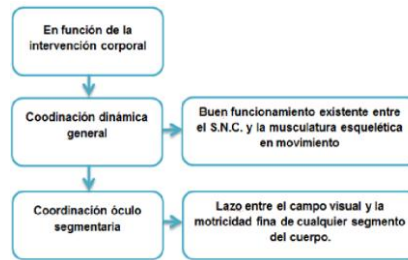 En función de la
intervención corporal
Coodinación dinámica
general
Buen funcionamiento existente entre
el S.N.C. y la musculatura esquelética
en movimiento
Coordinación óculo
segmentaria
Lazo entre el campo visual y la
motricidad fina de cualquier segmento
del cuerpo.